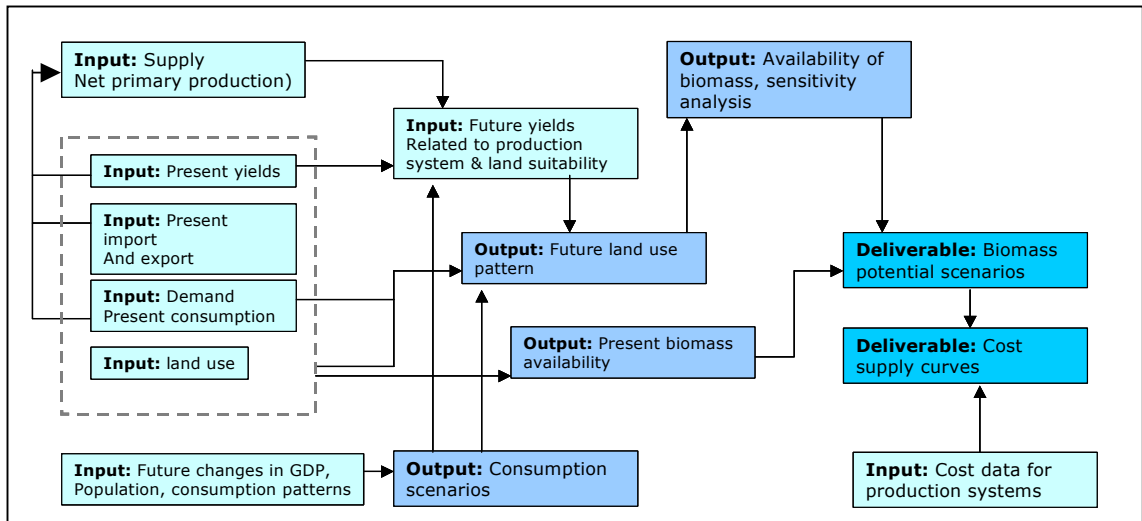 Input: Supply
Net primary production)
Output: Availability of
biomass, sensitivity
analysis
Input: Future yields
Related to production
system & land suitability
Input: Present yields
Input: Present
import
And export
Output: Future land use
pattern
Deliverable: Biomass
potential scenarios
Input: Demand
Present consumption
Input: land use
Output: Present biomass
availability
Deliverable: Cost
supply curves
Input: Future changes in GDP,
Population, consumption patterns
Output: Consumption
scenarios
Input: Cost data for
production systems